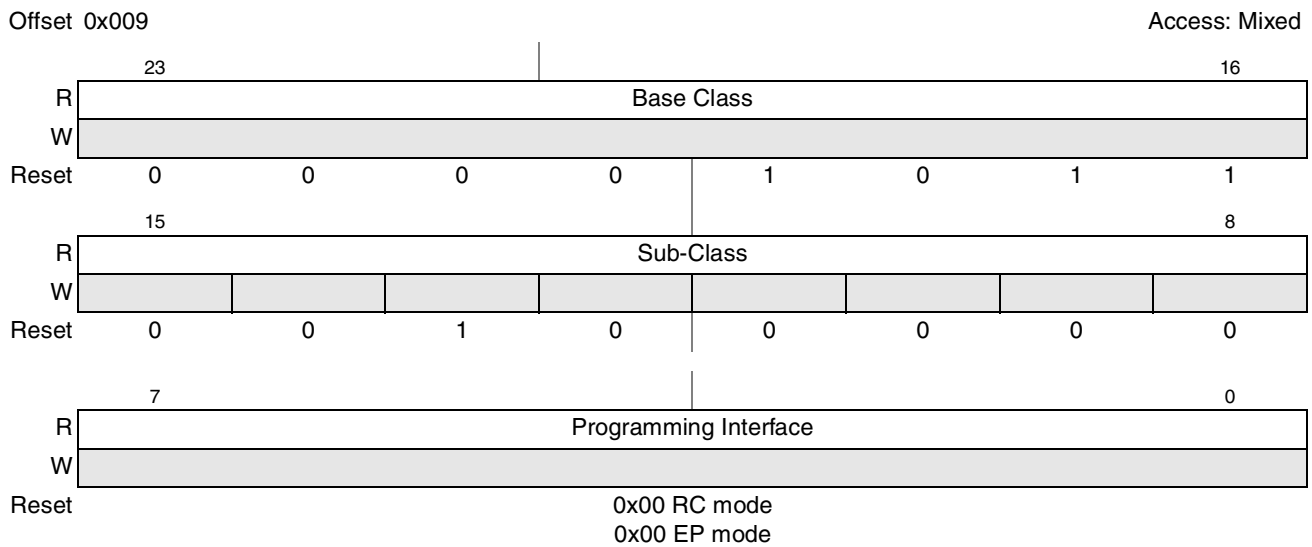 Offset 0x009 Access: Mixed
23 16
R Base Class
W
Reset 0 0 0 0 1 0 1 1
15 8
R Sub-Class
W
Reset 0 0 1 0 0 0 0 0
7 0
R Programming Interface
W
Reset 0x00 RC mode
0x00 EP mode